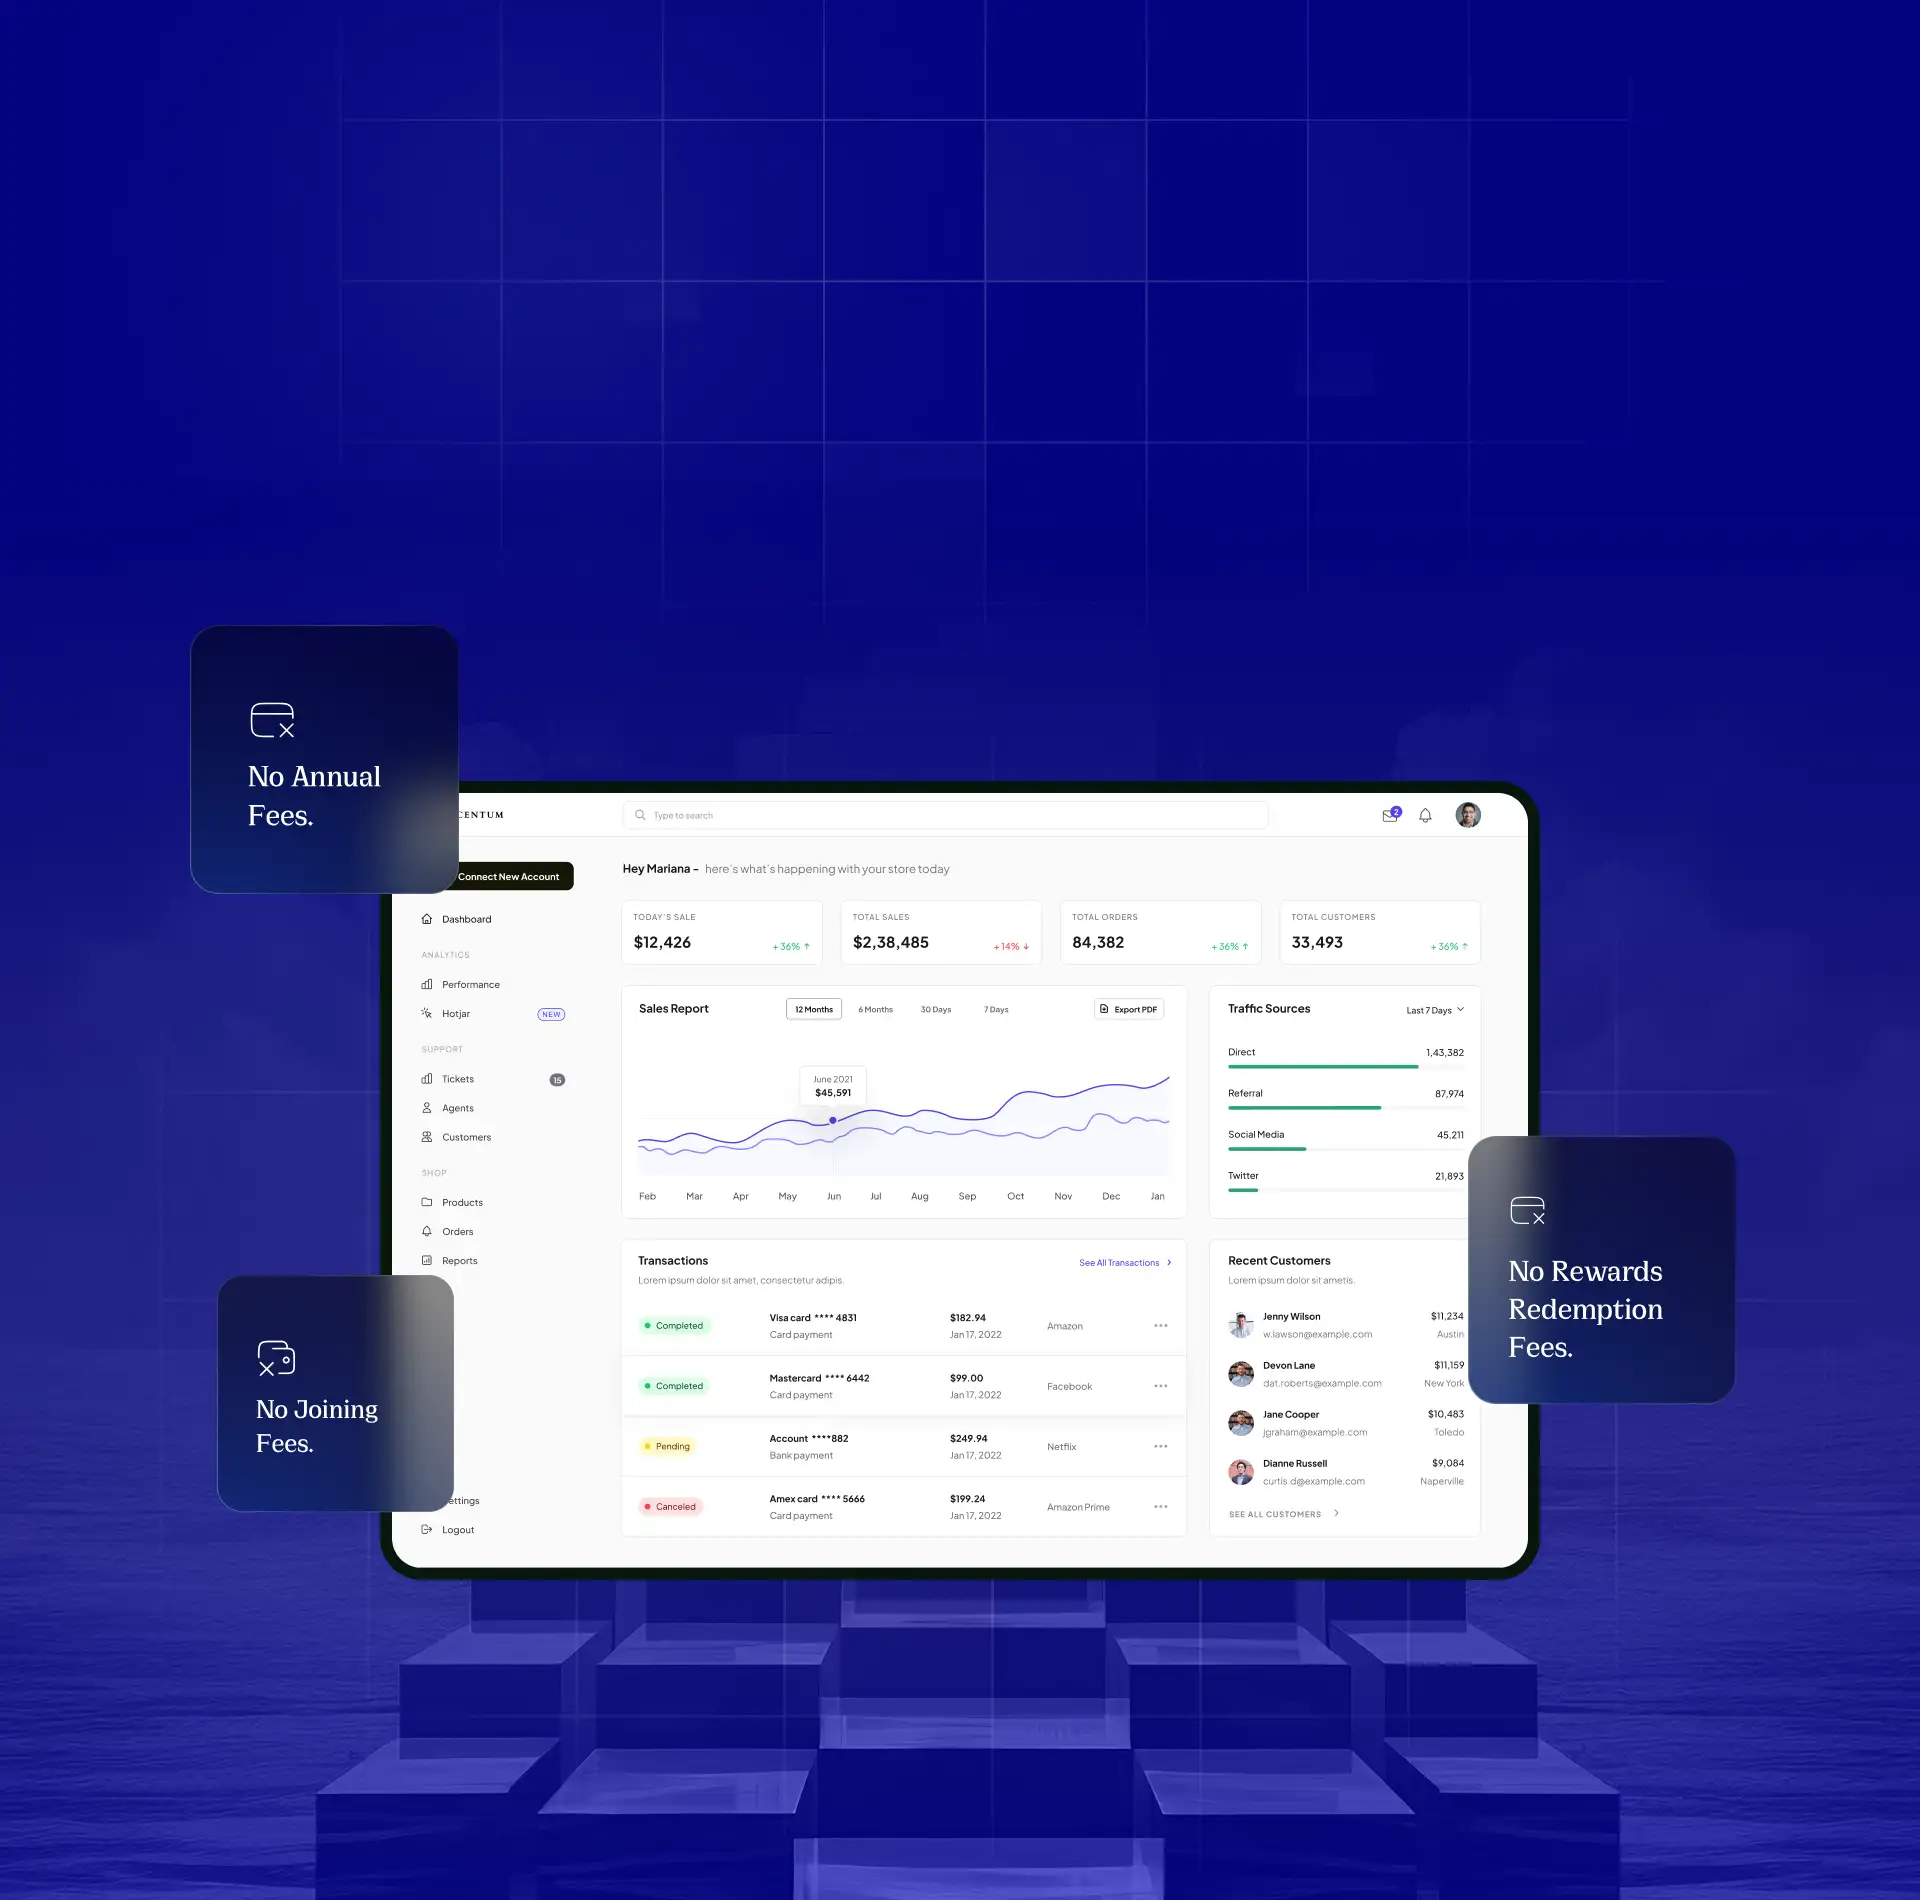 No Annual
Fees.
Type to search
2
Connect New Account
Dashboard
ANALYTICS
Performance
Hotjar
NEW
SUPPORT
Tickets
15
Agents
Customers
SHOP
Products
Orders
Reports
No Joining
Fees.
Logout
Hey Mariana - here's what's happening with your store today
TODAY'S SALE
$12,426
+36% ↑
TOTAL SALES
$2,38,485
+14% ↓
TOTAL ORDERS
84,382
+36% ↑
TOTAL CUSTOMERS
33,493
+36% ↑
Sales Report
12 Months
6 Months
30 Days
7 Days
Export PDF
June 2021
$45,591
Feb Mar Apr May Jun Jul Aug Sep Oct Nov Dec Jan
Traffic Sources
Last 7 Days
Direct 1,43,382
Referral 87,974
Social Media 45,211
Twitter 21,893
Transactions
See All Transactions
Lorem ipsum dolor sit amet, consectetur adipis.
Completed Visa card **** 4831 $182.94 Amazon
Card payment Jan 17, 2022
Completed Mastercard **** 6442 $99.00 Facebook
Card payment Jan 17, 2022
Pending Account ****882 $249.94 Netflix
Bank payment Jan 17, 2022
Canceled Amex card **** 5666 $199.24 Amazon Prime
Card payment Jan 17, 2022
Recent Customers
Lorem ipsum dolor sit ametis.
Jenny Wilson $11,234
w.lawson@example.com Austin
Devon Lane $11,159
dat.roberts@example.com New York
Jane Cooper $10,483
jgraham@example.com Toledo
Dianne Russell $9,084
curtis.d@example.com Naperville
SEE ALL CUSTOMERS
No Rewards
Redemption
Fees.